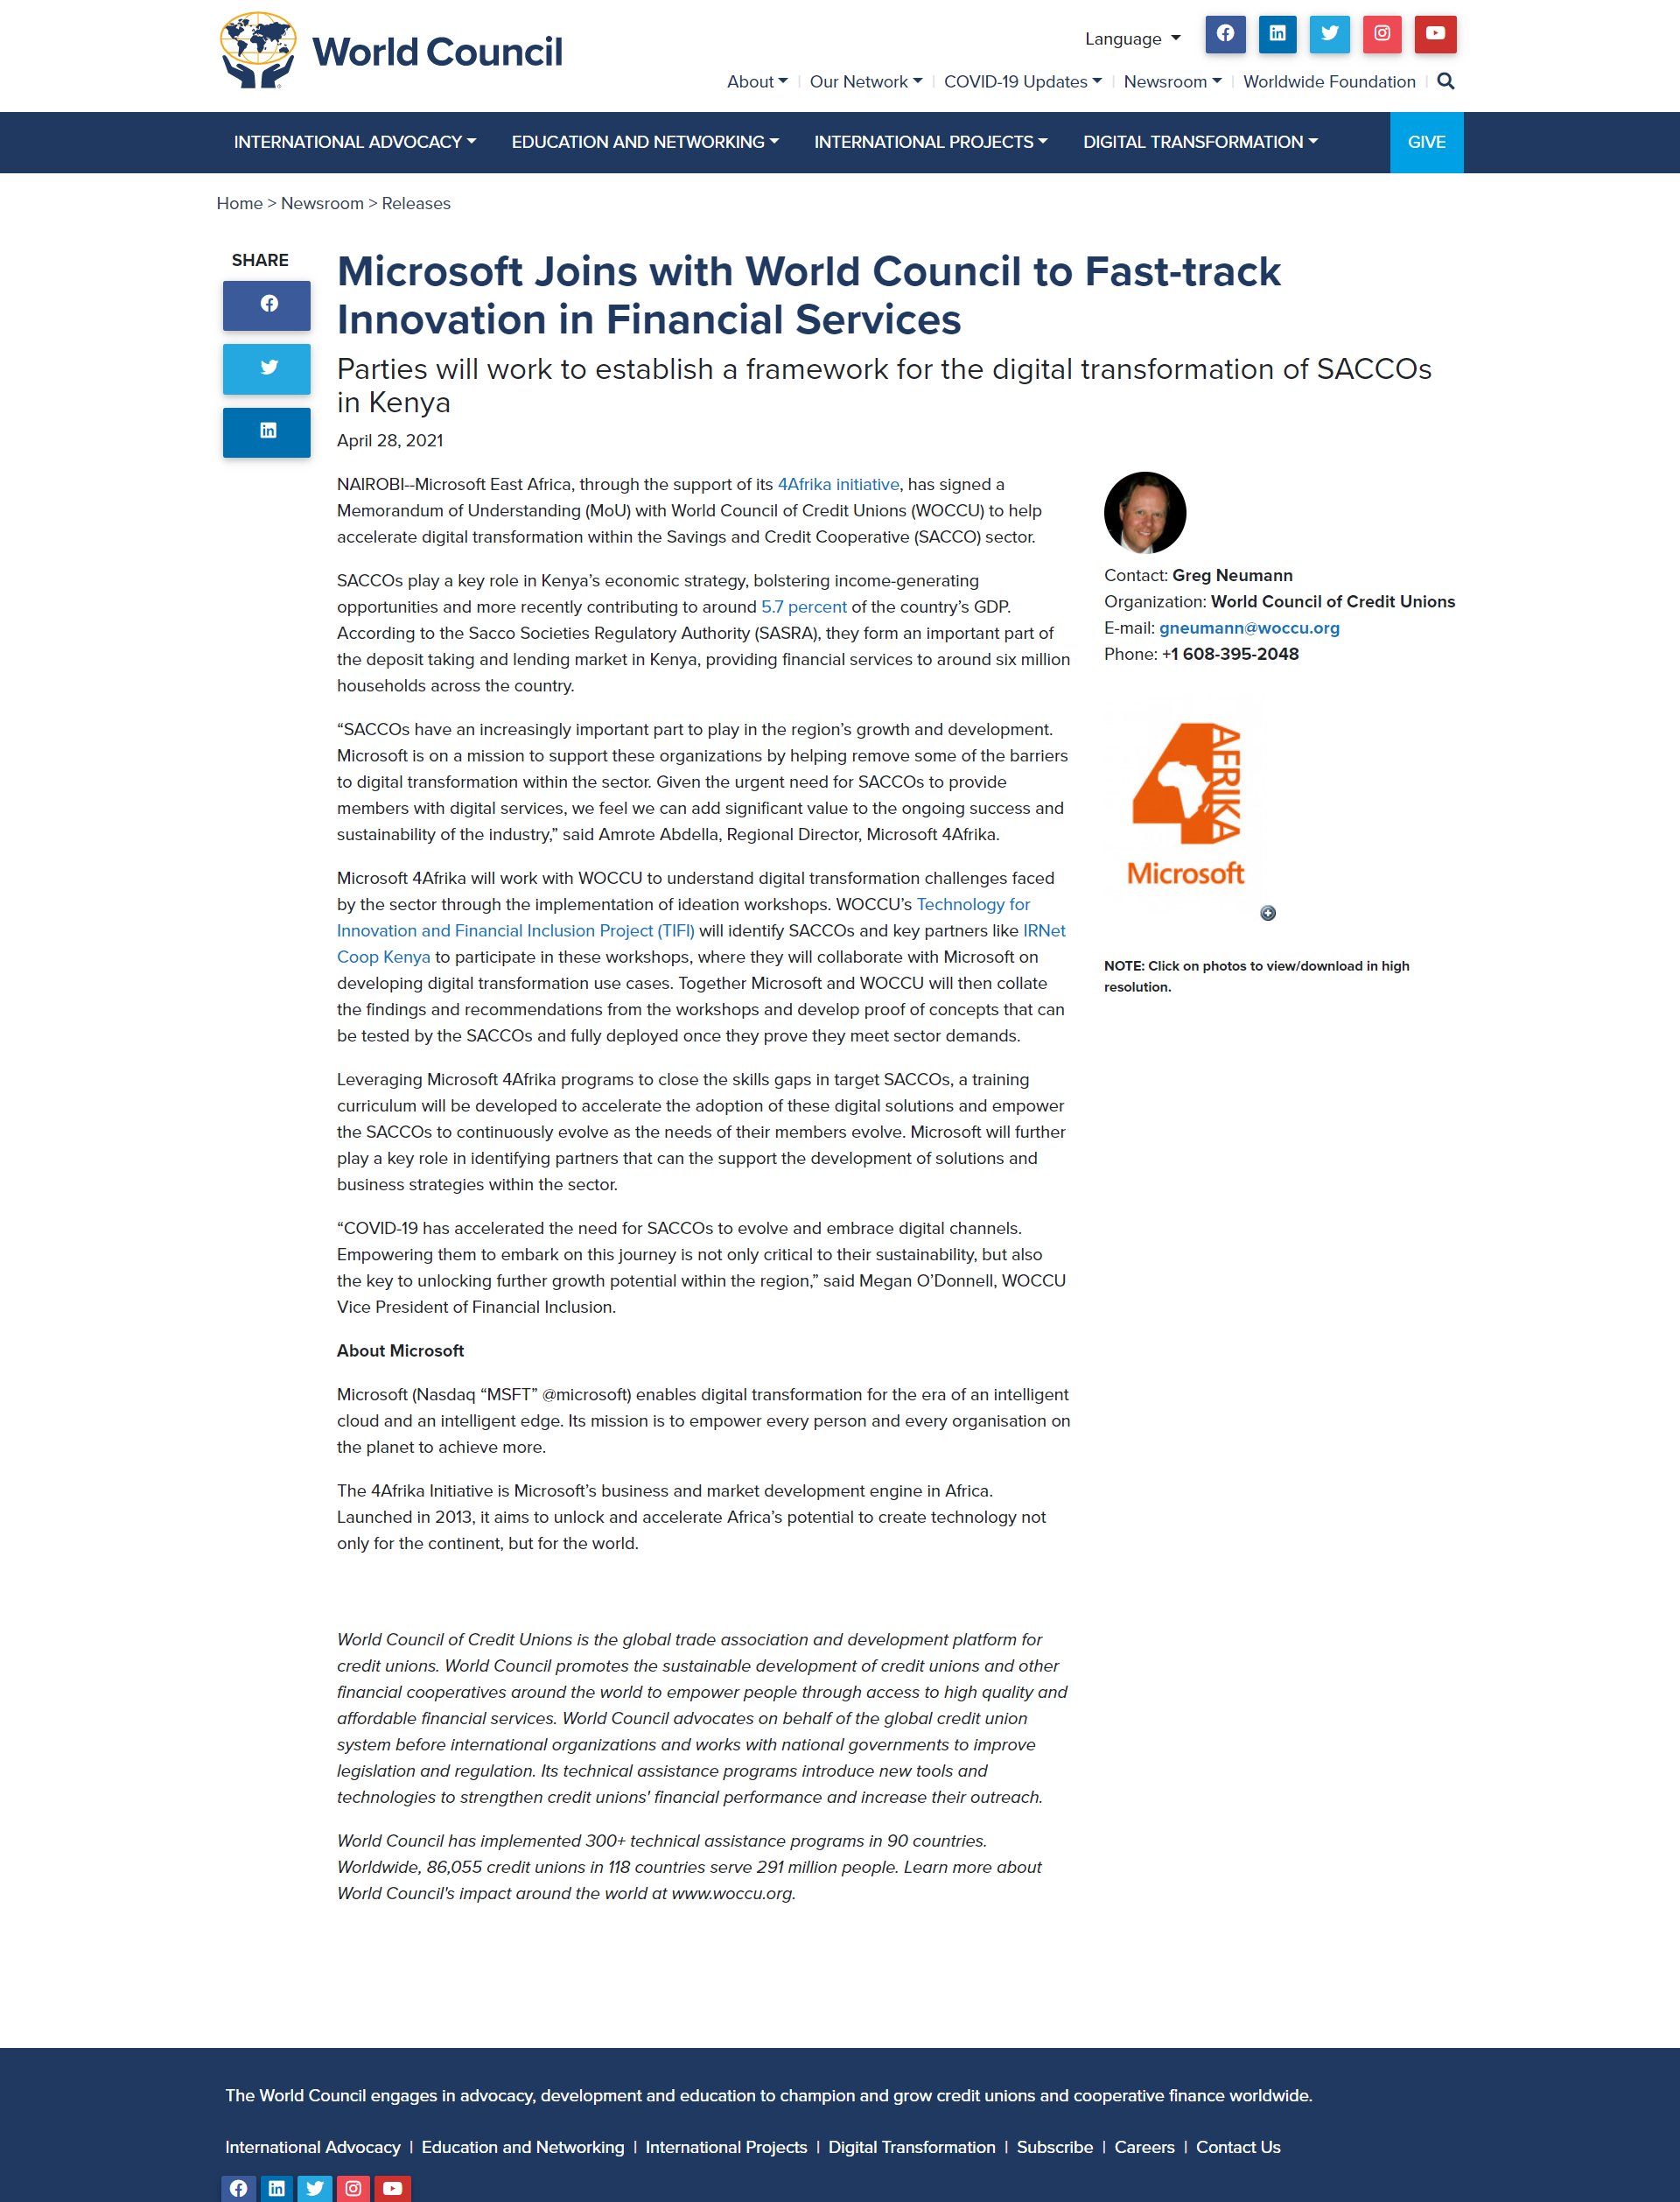 World Council
Language
About
Our Network
COVID-19 Updates
Newsroom
Worldwide Foundation
INTERNATIONAL ADVOCACY
EDUCATION AND NETWORKING
INTERNATIONAL PROJECTS
DIGITAL TRANSFORMATION
GIVE
Home > Newsroom > Releases
SHARE
Microsoft Joins with World Council to Fast-track
Innovation in Financial Services
Parties will work to establish a framework for the digital transformation of SACCOs
in Kenya
April 28, 2021
NAIROBI--Microsoft East Africa, through the support of its 4Afrika initiative, has signed a
Memorandum of Understanding (MoU) with World Council of Credit Unions (WOCCU) to help
accelerate digital transformation within the Savings and Credit Cooperative (SACCO) sector.
SACCOs play a key role in Kenya’s economic strategy, bolstering income-generating
opportunities and more recently contributing to around 5.7 percent of the country’s GDP.
According to the Sacco Societies Regulatory Authority (SASRA), they form an important part of
the deposit taking and lending market in Kenya, providing financial services to around six million
households across the country.
“SACCOs have an increasingly important part to play in the region’s growth and development.
Microsoft is on a mission to support these organizations by helping remove some of the barriers
to digital transformation within the sector. Given the urgent need for SACCOs to provide
members with digital services, we feel we can add significant value to the ongoing success and
sustainability of the industry,” said Amrote Abdella, Regional Director, Microsoft 4Afrika.
Microsoft 4Afrika will work with WOCCU to understand digital transformation challenges faced
by the sector through the implementation of ideation workshops. WOCCU’s Technology for
Innovation and Financial Inclusion Project (TIFI) will identify SACCOs and key partners like IRNet
Coop Kenya to participate in these workshops, where they will collaborate with Microsoft on
developing digital transformation use cases. Together Microsoft and WOCCU will then collate
the findings and recommendations from the workshops and develop proof of concepts that can
be tested by the SACCOs and fully deployed once they prove they meet sector demands.
Leveraging Microsoft 4Afrika programs to close the skills gaps in target SACCOs, a training
curriculum will be developed to accelerate the adoption of these digital solutions and empower
the SACCOs to continuously evolve as the needs of their members evolve. Microsoft will further
play a key role in identifying partners that can the support the development of solutions and
business strategies within the sector.
“COVID-19 has accelerated the need for SACCOs to evolve and embrace digital channels.
Empowering them to embark on this journey is not only critical to their sustainability, but also
the key to unlocking further growth potential within the region,” said Megan O’Donnell, WOCCU
Vice President of Financial Inclusion.
About Microsoft
Microsoft (Nasdaq “MSFT” @microsoft) enables digital transformation for the era of an intelligent
cloud and an intelligent edge. Its mission is to empower every person and every organisation on
the planet to achieve more.
The 4Afrika Initiative is Microsoft’s business and market development engine in Africa.
Launched in 2013, it aims to unlock and accelerate Africa’s potential to create technology not
only for the continent, but for the world.
World Council of Credit Unions is the global trade association and development platform for
credit unions. World Council promotes the sustainable development of credit unions and other
financial cooperatives around the world to empower people through access to high quality and
affordable financial services. World Council advocates on behalf of the global credit union
system before international organizations and works with national governments to improve
legislation and regulation. Its technical assistance programs introduce new tools and
technologies to strengthen credit unions' financial performance and increase their outreach.
World Council has implemented 300+ technical assistance programs in 90 countries.
Worldwide, 86,055 credit unions in 118 countries serve 291 million people. Learn more about
World Council's impact around the world at www.woccu.org.
Contact: Greg Neumann
Organization: World Council of Credit Unions
E-mail: gneumann@woccu.org
Phone: +1 608-395-2048
4 AFRIKA
Microsoft
NOTE: Click on photos to view/download in high
resolution.
The World Council engages in advocacy, development and education to champion and grow credit unions and cooperative finance worldwide.
International Advocacy | Education and Networking | International Projects | Digital Transformation | Subscribe | Careers | Contact Us